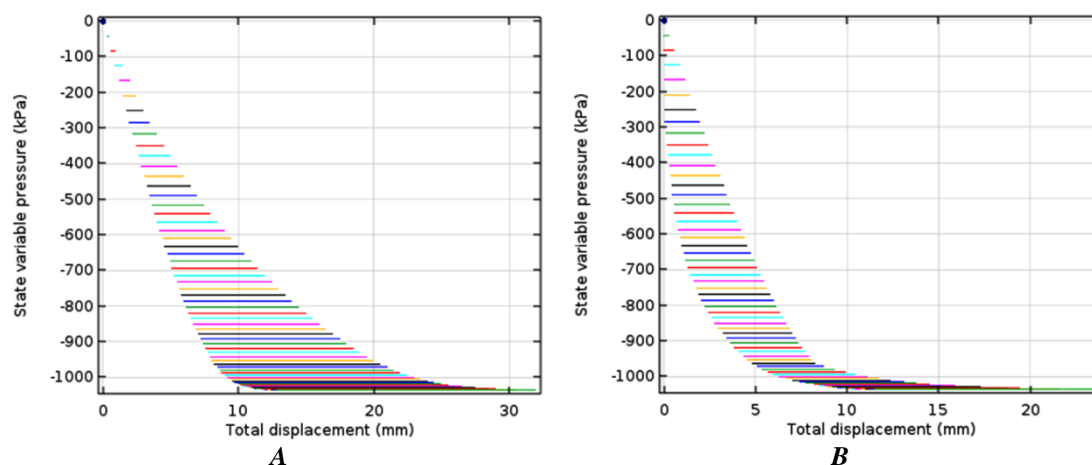 0
-100
-200
-300
-400
-500
-600
-700
-800
-900
-1000
State variable pressure (kPa)
0 10 20 30
Total displacement (mm)
A
0
-100
-200
-300
-400
-500
-600
-700
-800
-900
-1000
State variable pressure (kPa)
0 5 10 15 20
Total displacement (mm)
B